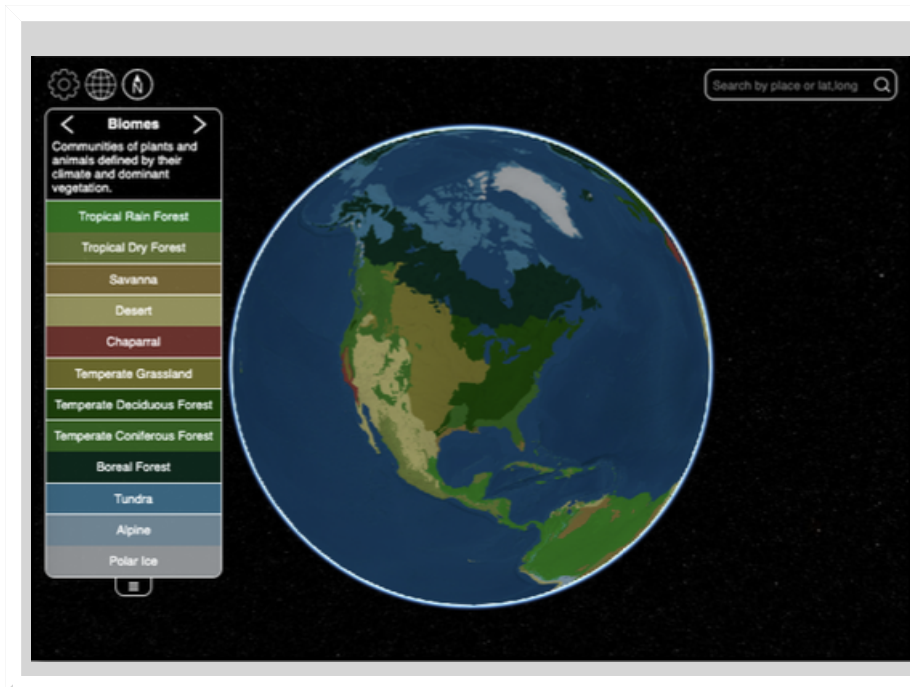 N
Search by place or lat,long
Biomes
Communities of plants and
animals defined by their
climate and dominant
vegetation.
Tropical Rain Forest
Tropical Dry Forest
Savanna
Desert
Chaparral
Temperate Grassland
Temperate Deciduous Forest
Temperate Coniferous Forest
Boreal Forest
Tundra
Alpine
Polar Ice